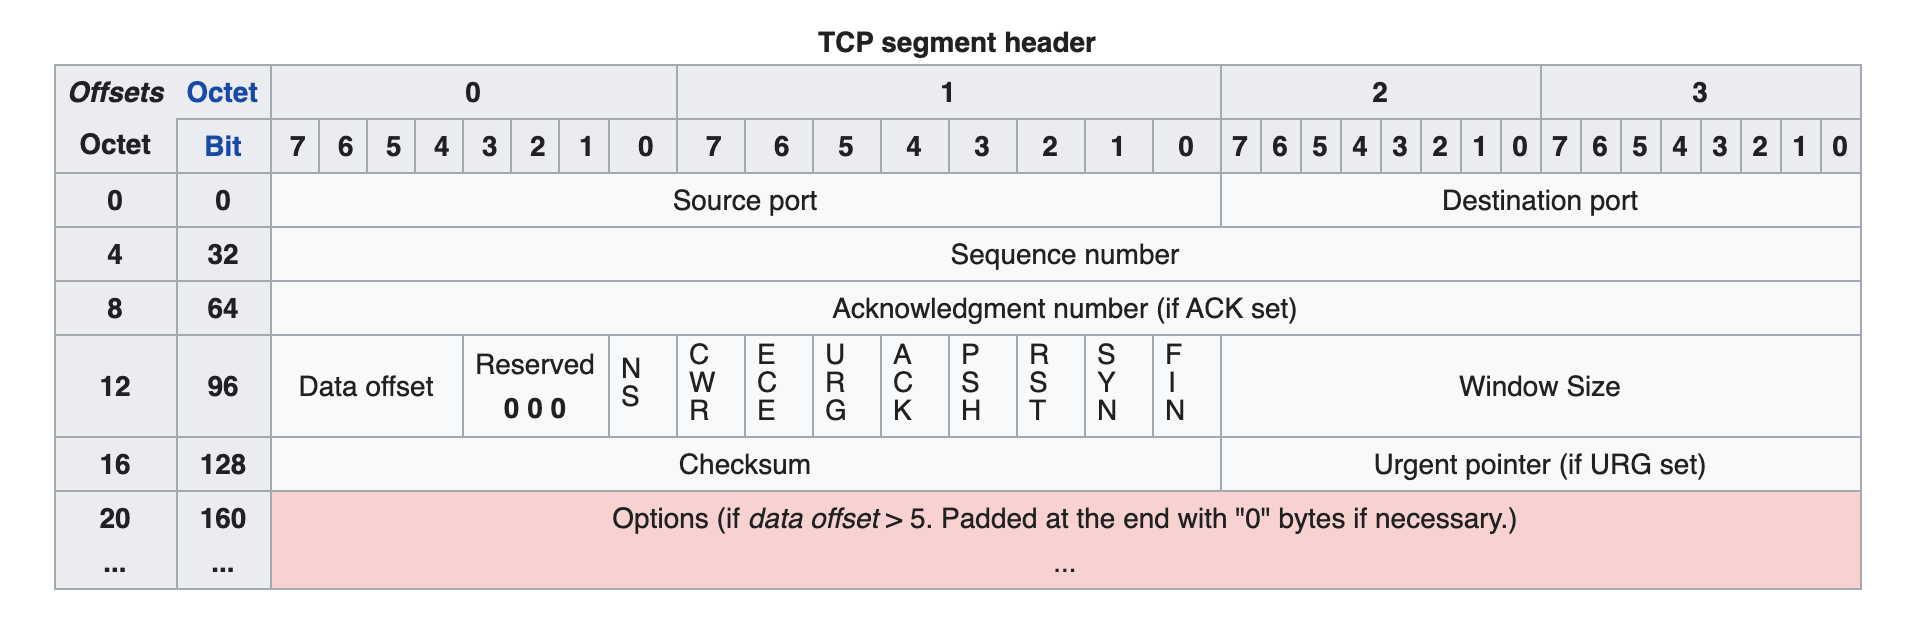 TCP segment header
Offsets Octet 0 1 2 3
Octet Bit 7 6 5 4 3 2 1 0 7 6 5 4 3 2 1 0 7 6 5 4 3 2 1 0 7 6 5 4 3 2 1 0
0 0 Source port Destination port
4 32 Sequence number
8 64 Acknowledgment number (if ACK set)
12 96 Data offset Reserved 0 0 0 NS CWR ECE URG ACK PSH RST SYN FIN Window Size
16 128 Checksum Urgent pointer (if URG set)
20 160 Options (if data offset > 5. Padded at the end with "0" bytes if necessary.)
... ... ...